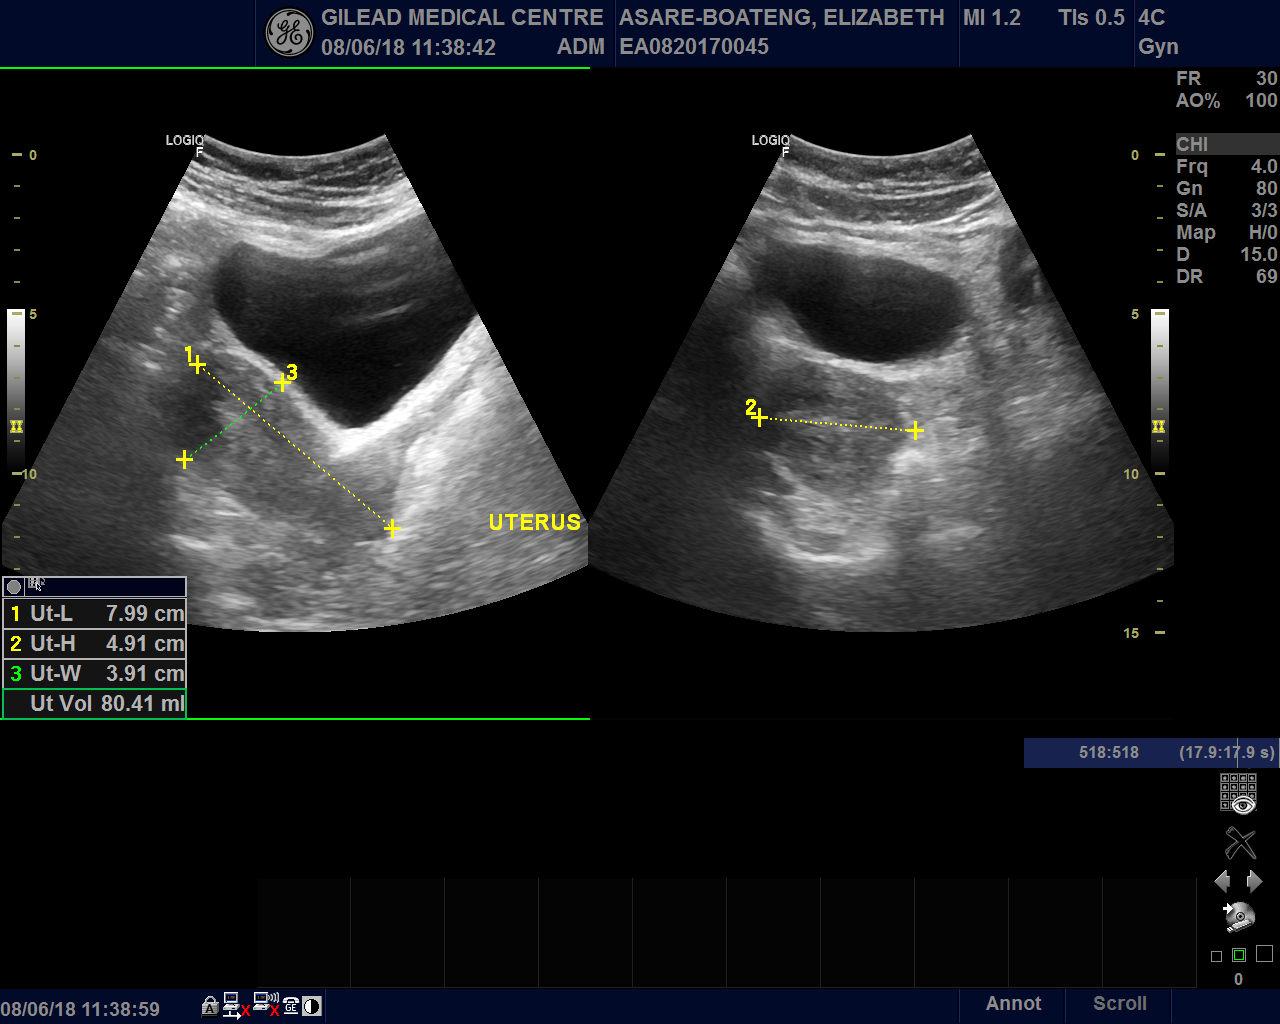 GILEAD MEDICAL CENTRE
08/06/18 11:38:42 ADM
ASARE-BOATENG, ELIZABETH
EA0820170045
MI 1.2 TIs 0.5
4C
Gyn
FR 30
AO% 100
CHI
Frq 4.0
Gn 80
S/A 3/3
Map H/0
D 15.0
DR 69
LOGIQ
F
LOGIQ
F
0
5
10
0
5
10
15
1
3
2
UTERUS
1 Ut-L 7.99 cm
2 Ut-H 4.91 cm
3 Ut-W 3.91 cm
Ut Vol 80.41 ml
518:518 (17.9:17.9 s)
0
08/06/18 11:38:59
Annot
Scroll